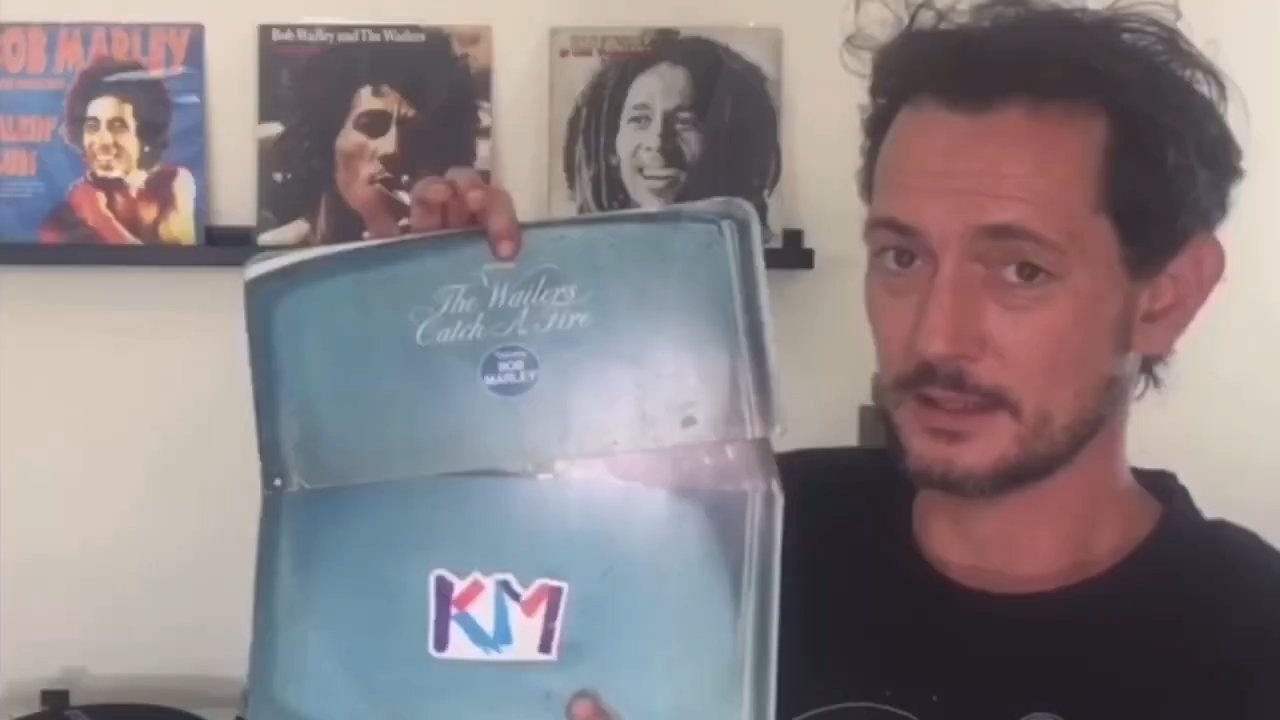 BOB MARLEY
Bob Marley and The Wailers
The Wailers
Catch A Fire
BOB
MARLEY
KM